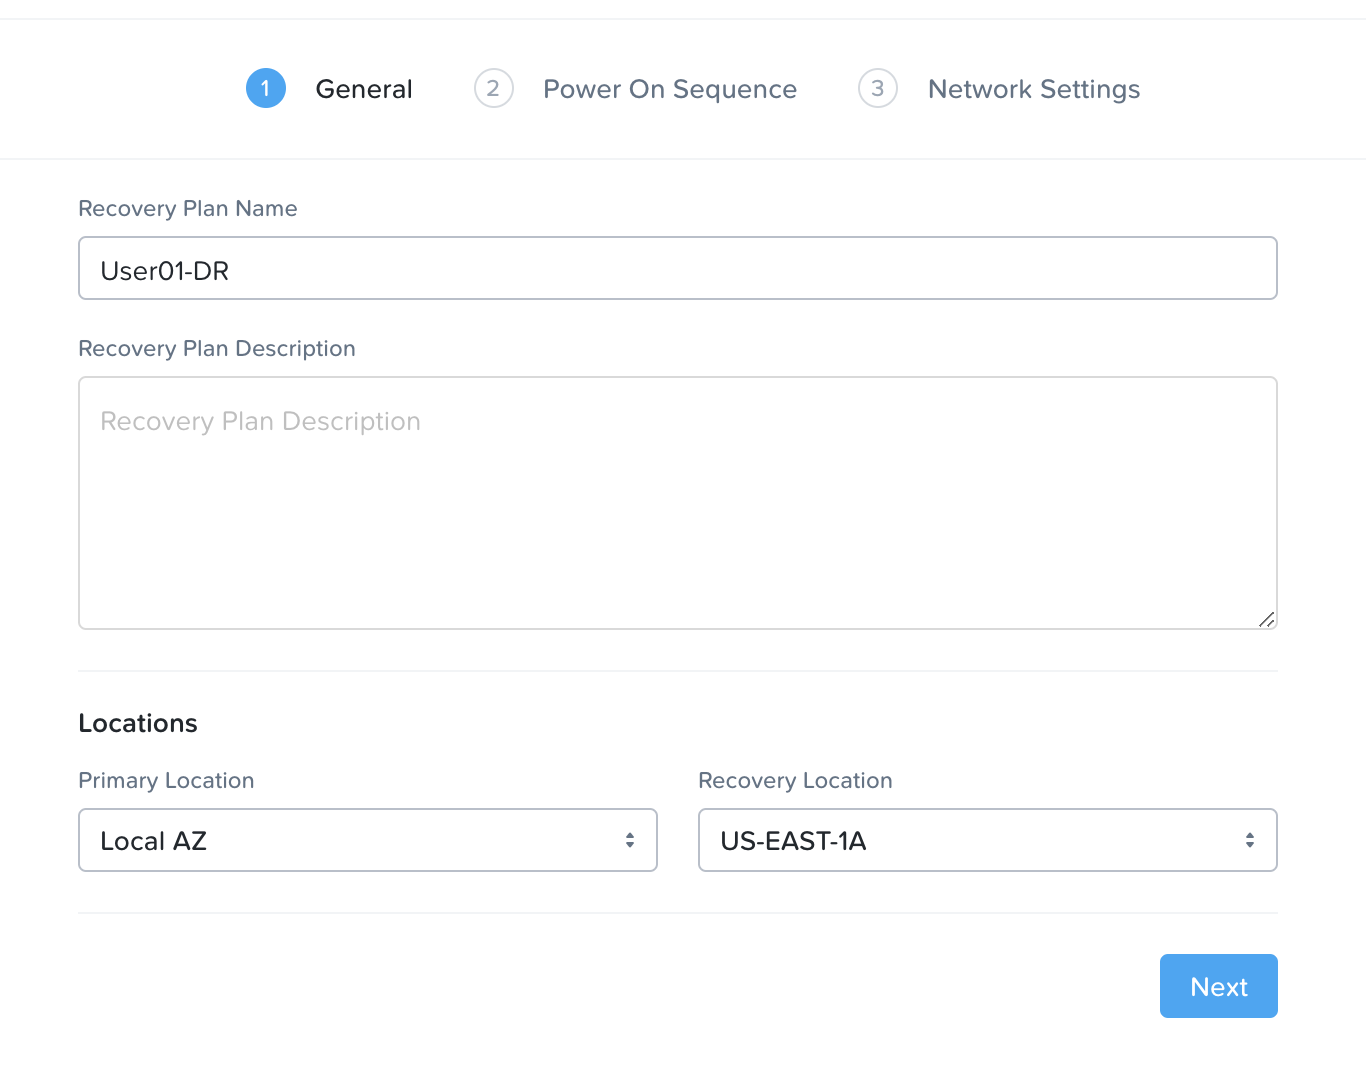 1 General 2 Power On Sequence 3 Network Settings
Recovery Plan Name
User01-DR
Recovery Plan Description
Recovery Plan Description
Locations
Primary Location Recovery Location
Local AZ US-EAST-1A
Next